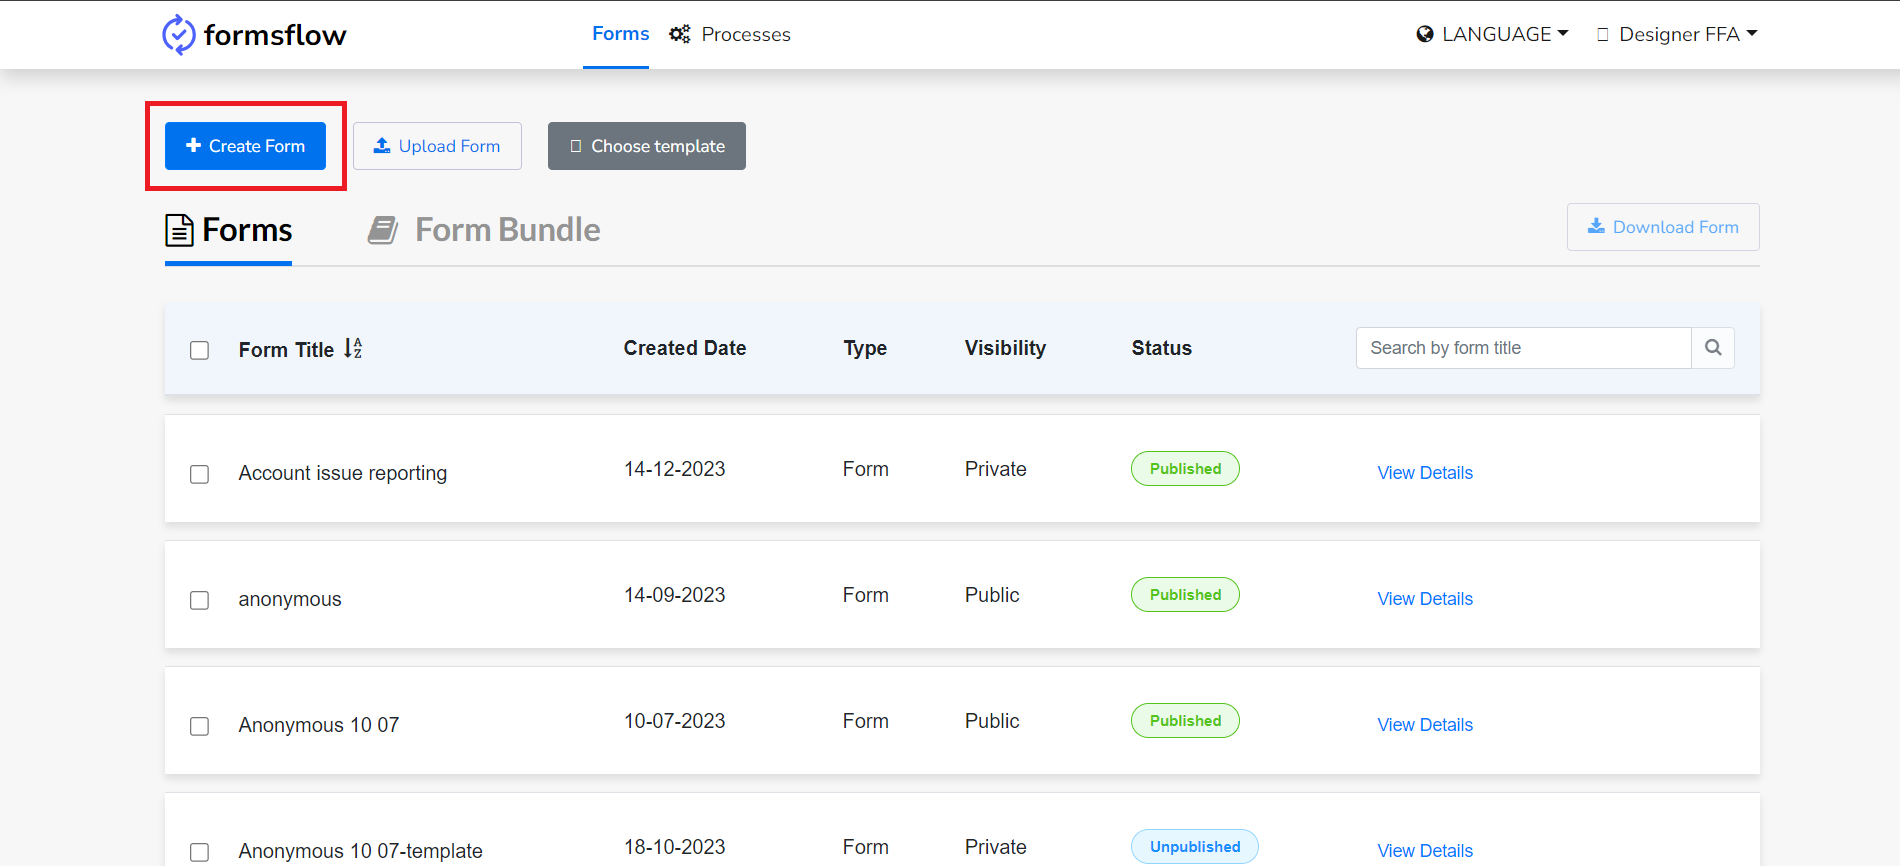 formsflow
Forms
Processes
LANGUAGE
Designer FFA
Create Form
Upload Form
Choose template
Forms
Form Bundle
Download Form
Form Title
Created Date
Type
Visibility
Status
Search by form title
Account issue reporting
14-12-2023
Form
Private
Published
View Details
anonymous
14-09-2023
Form
Public
Published
View Details
Anonymous 10 07
10-07-2023
Form
Public
Published
View Details
Anonymous 10 07-template
18-10-2023
Form
Private
Unpublished
View Details